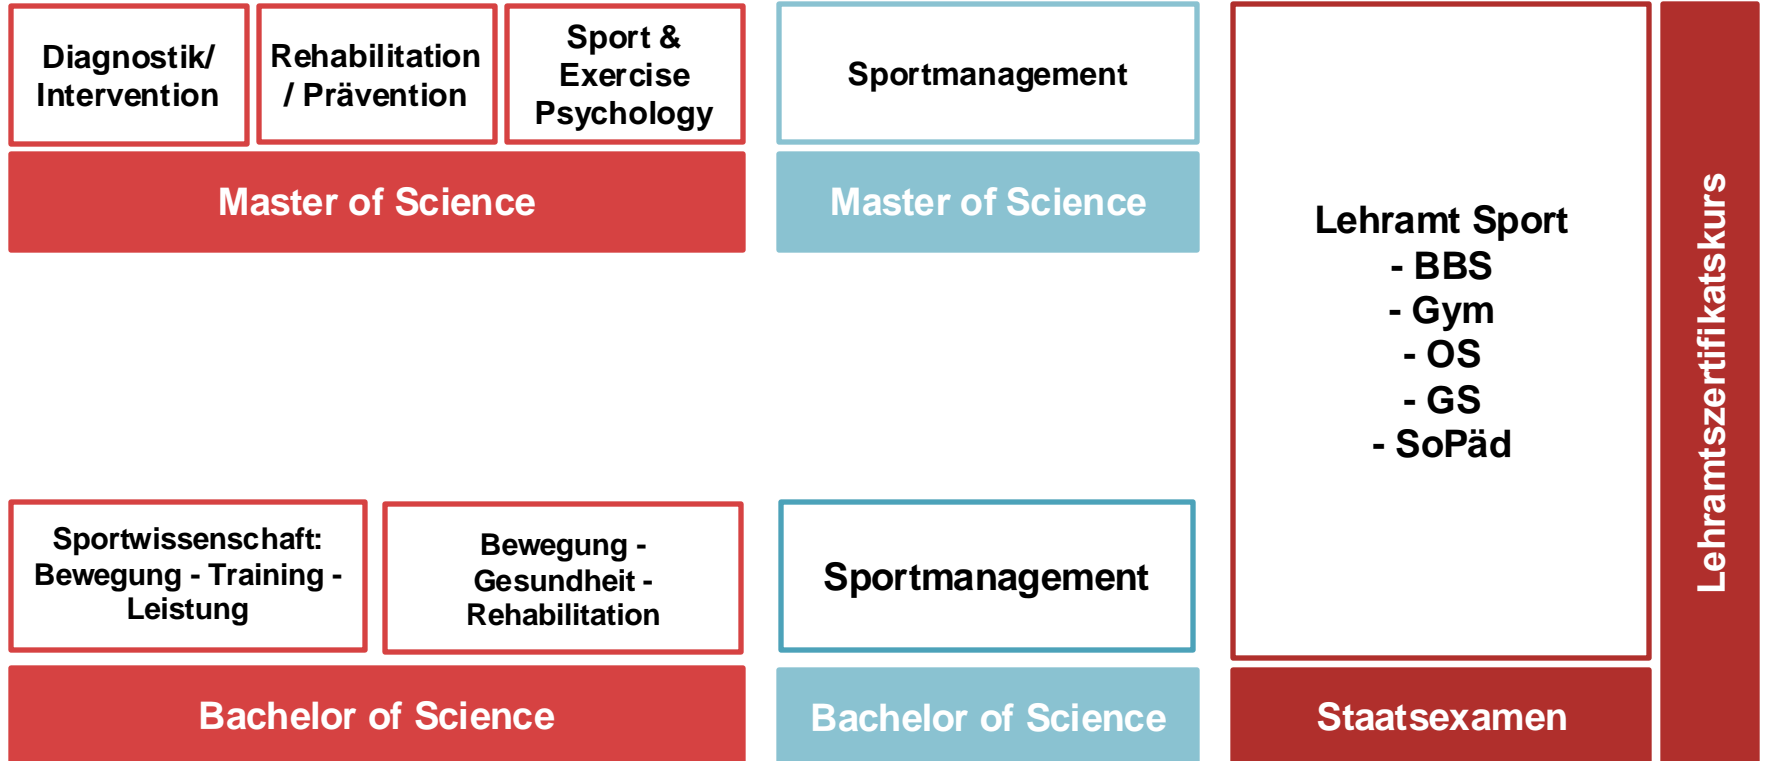 Diagnostik/
Intervention
Rehabilitation
/ Prävention
Sport &
Exercise
Psychology
Master of Science
Sportmanagement
Master of Science
Sportwissenschaft:
Bewegung - Training -
Leistung
Bewegung -
Gesundheit -
Rehabilitation
Bachelor of Science
Sportmanagement
Bachelor of Science
Lehramt Sport
- BBS
- Gym
- OS
- GS
- SoPäd
Staatsexamen
Lehramtszertifikatskurs